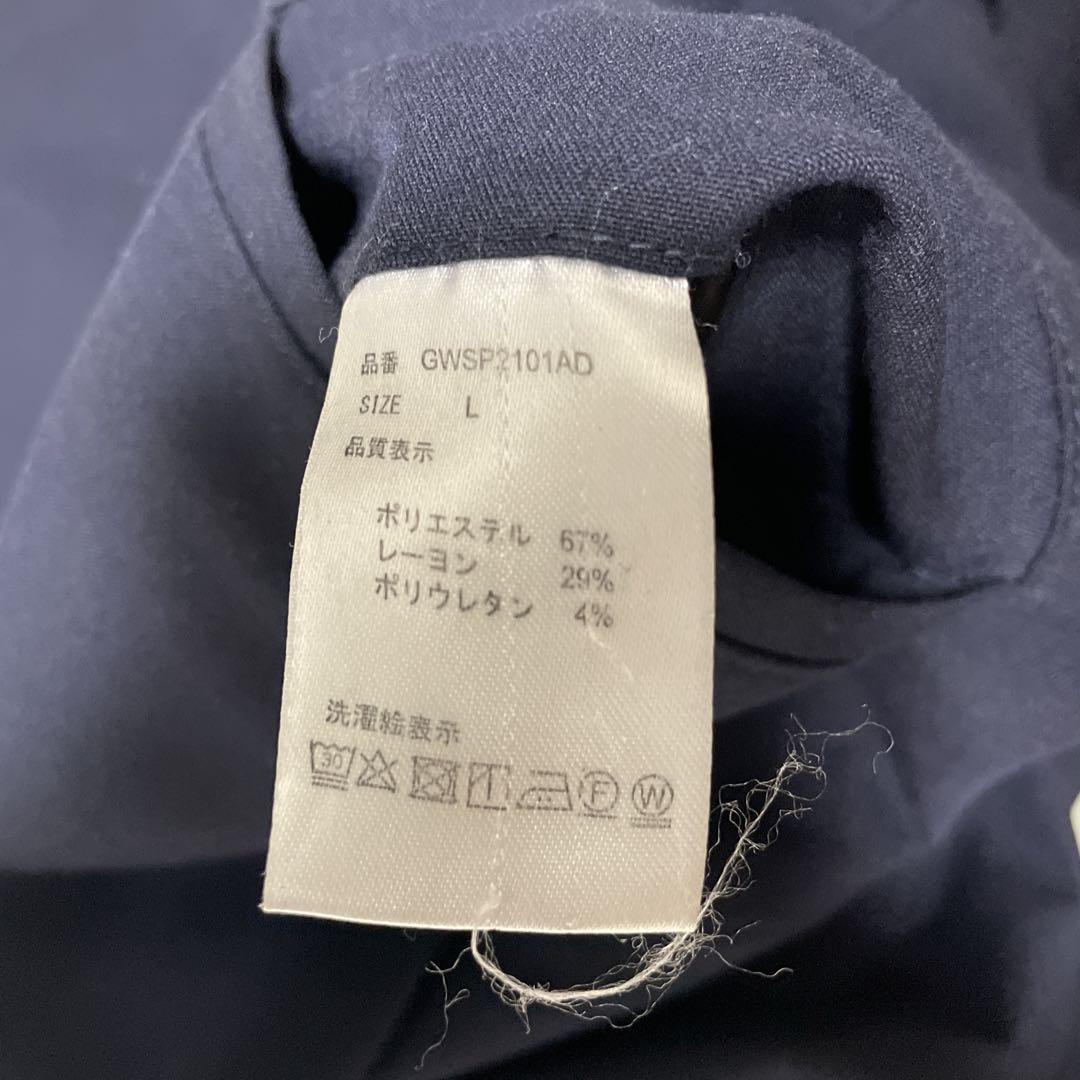 品番 GWSP2101AD
SIZE L
品質表示
ポリエステル 67%
レーヨン 29%
ポリウレタン 4%
洗濯絵表示
30 F W